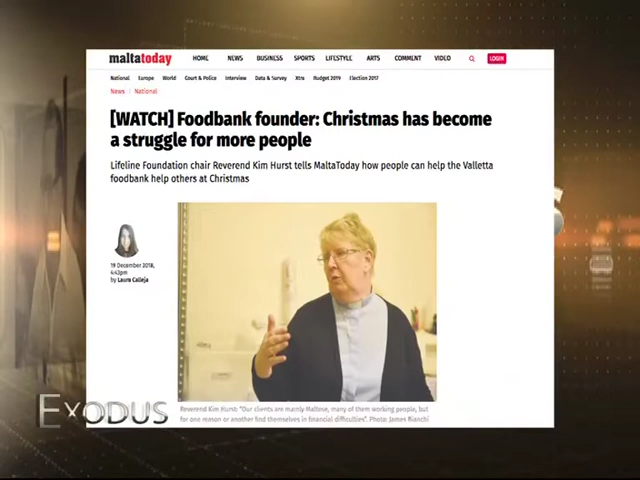 maltatoday
HOME NEWS BUSINESS SPORTS LIFESTYLE ARTS COMMENT VIDEO LOGIN
National Europe World Court & Police Interview Data & Survey Xtra Budget 2019 Election 2017
News National
[WATCH] Foodbank founder: Christmas has become
a struggle for more people
Lifeline Foundation chair Reverend Kim Hurst tells MaltaToday how people can help the Valletta
foodbank help others at Christmas
19 December 2018,
4:43pm
by Laura Calleja
Reverend Kim Hurst: "Our clients are mainly Maltese, many of them working people, but
for one reason or another find themselves in financial difficulties". Photo: James Bianchi
EXODUS